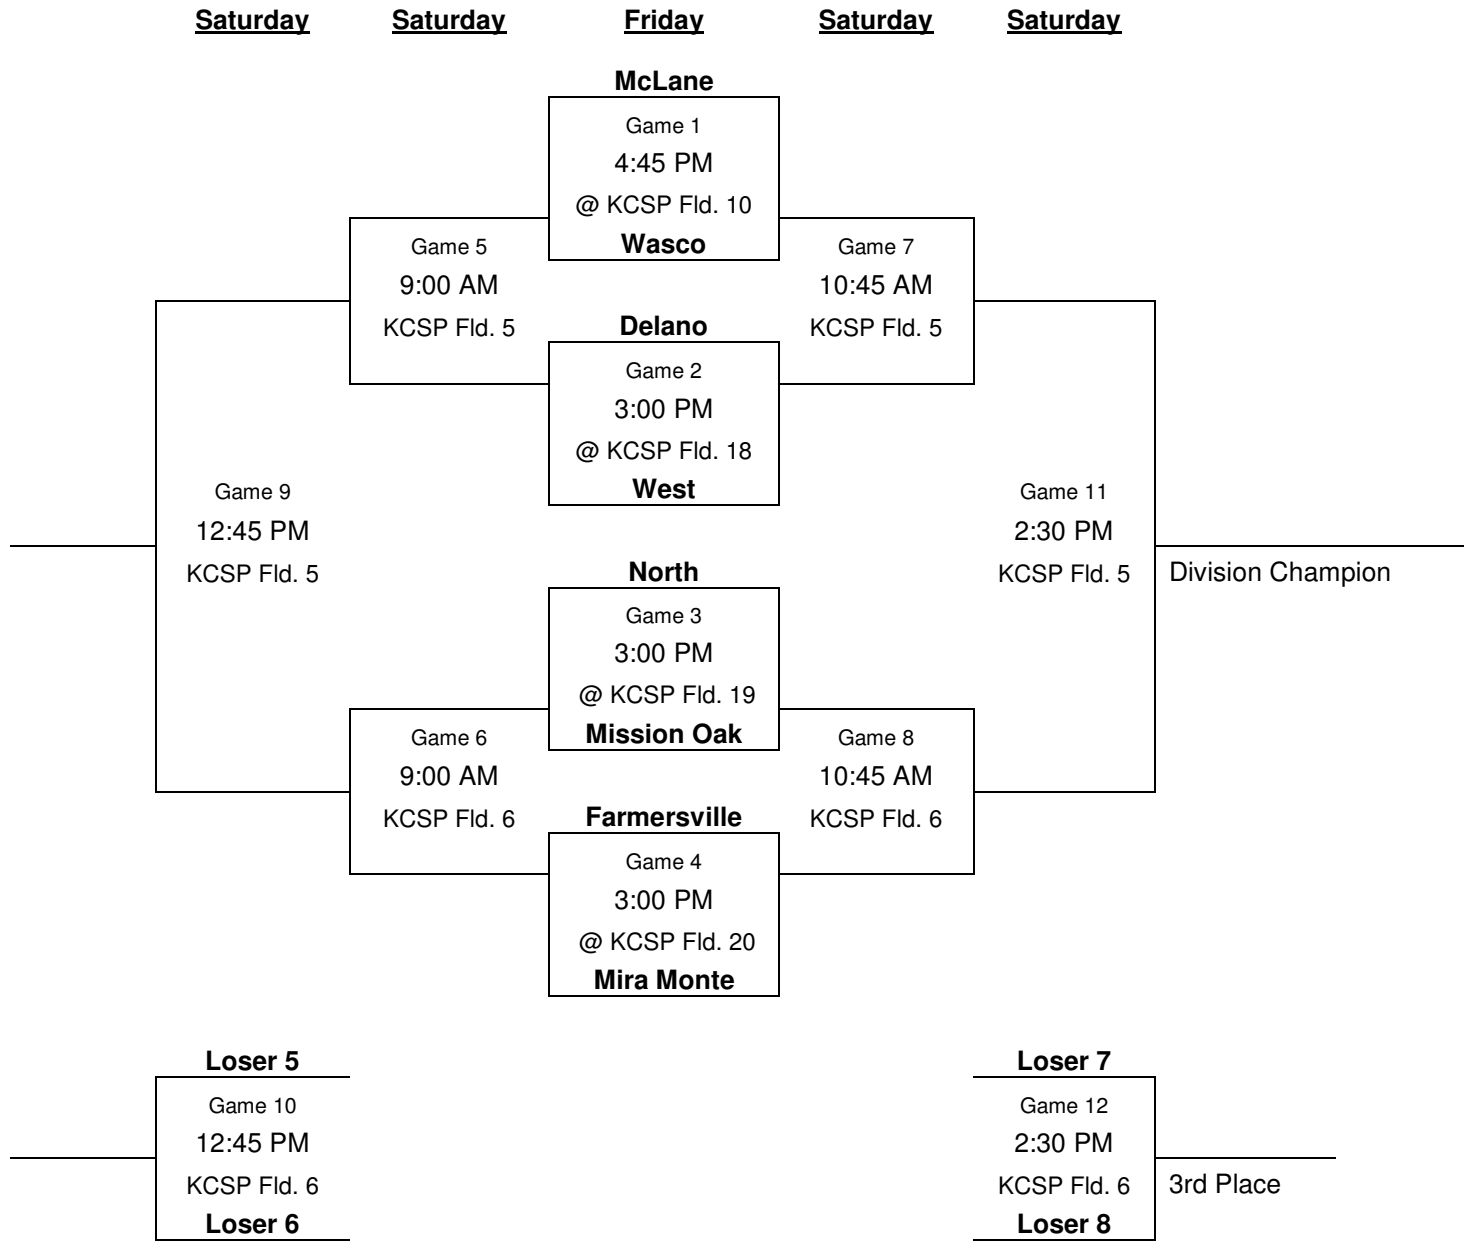 Saturday Saturday Friday Saturday Saturday
McLane
Game 1
4:45 PM
@ KCSP Fld. 10
Wasco
Game 5
9:00 AM
KCSP Fld. 5
Game 7
10:45 AM
KCSP Fld. 5
Delano
Game 2
3:00 PM
@ KCSP Fld. 18
West
Game 9
12:45 PM
KCSP Fld. 5
Game 11
2:30 PM
KCSP Fld. 5
Division Champion
North
Game 3
3:00 PM
@ KCSP Fld. 19
Mission Oak
Game 6
9:00 AM
KCSP Fld. 6
Game 8
10:45 AM
KCSP Fld. 6
Farmersville
Game 4
3:00 PM
@ KCSP Fld. 20
Mira Monte
Loser 5
Game 10
12:45 PM
KCSP Fld. 6
Loser 6
Loser 7
Game 12
2:30 PM
KCSP Fld. 6
3rd Place
Loser 8